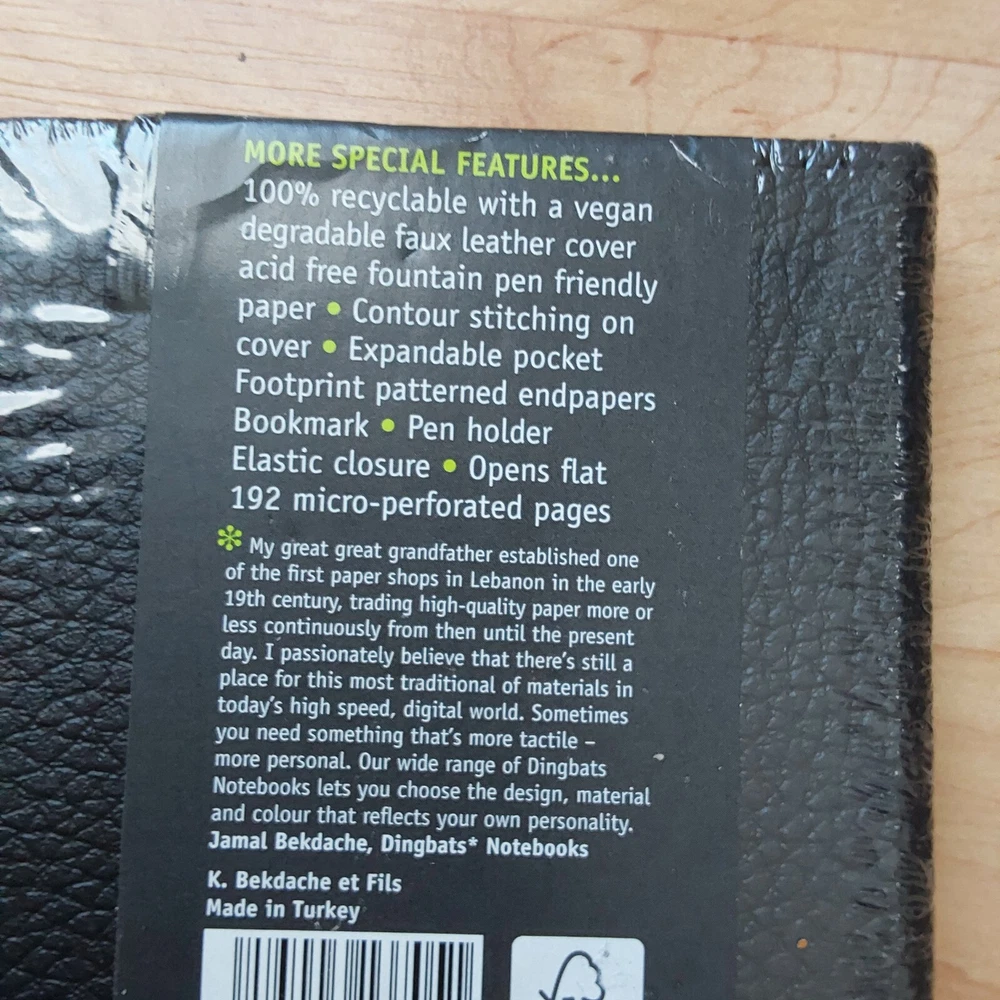 MORE SPECIAL FEATURES...
100% recyclable with a vegan
degradable faux leather cover
acid free fountain pen friendly
paper • Contour stitching on
cover • Expandable pocket
Footprint patterned endpapers
Bookmark • Pen holder
Elastic closure • Opens flat
192 micro-perforated pages
* My great great grandfather established one
of the first paper shops in Lebanon in the early
19th century, trading high-quality paper more or
less continuously from then until the present
day. I passionately believe that there's still a
place for this most traditional of materials in
today's high speed, digital world. Sometimes
you need something that's more tactile –
more personal. Our wide range of Dingbats
Notebooks lets you choose the design, material
and colour that reflects your own personality.
Jamal Bekdache, Dingbats* Notebooks
K. Bekdache et Fils
Made in Turkey